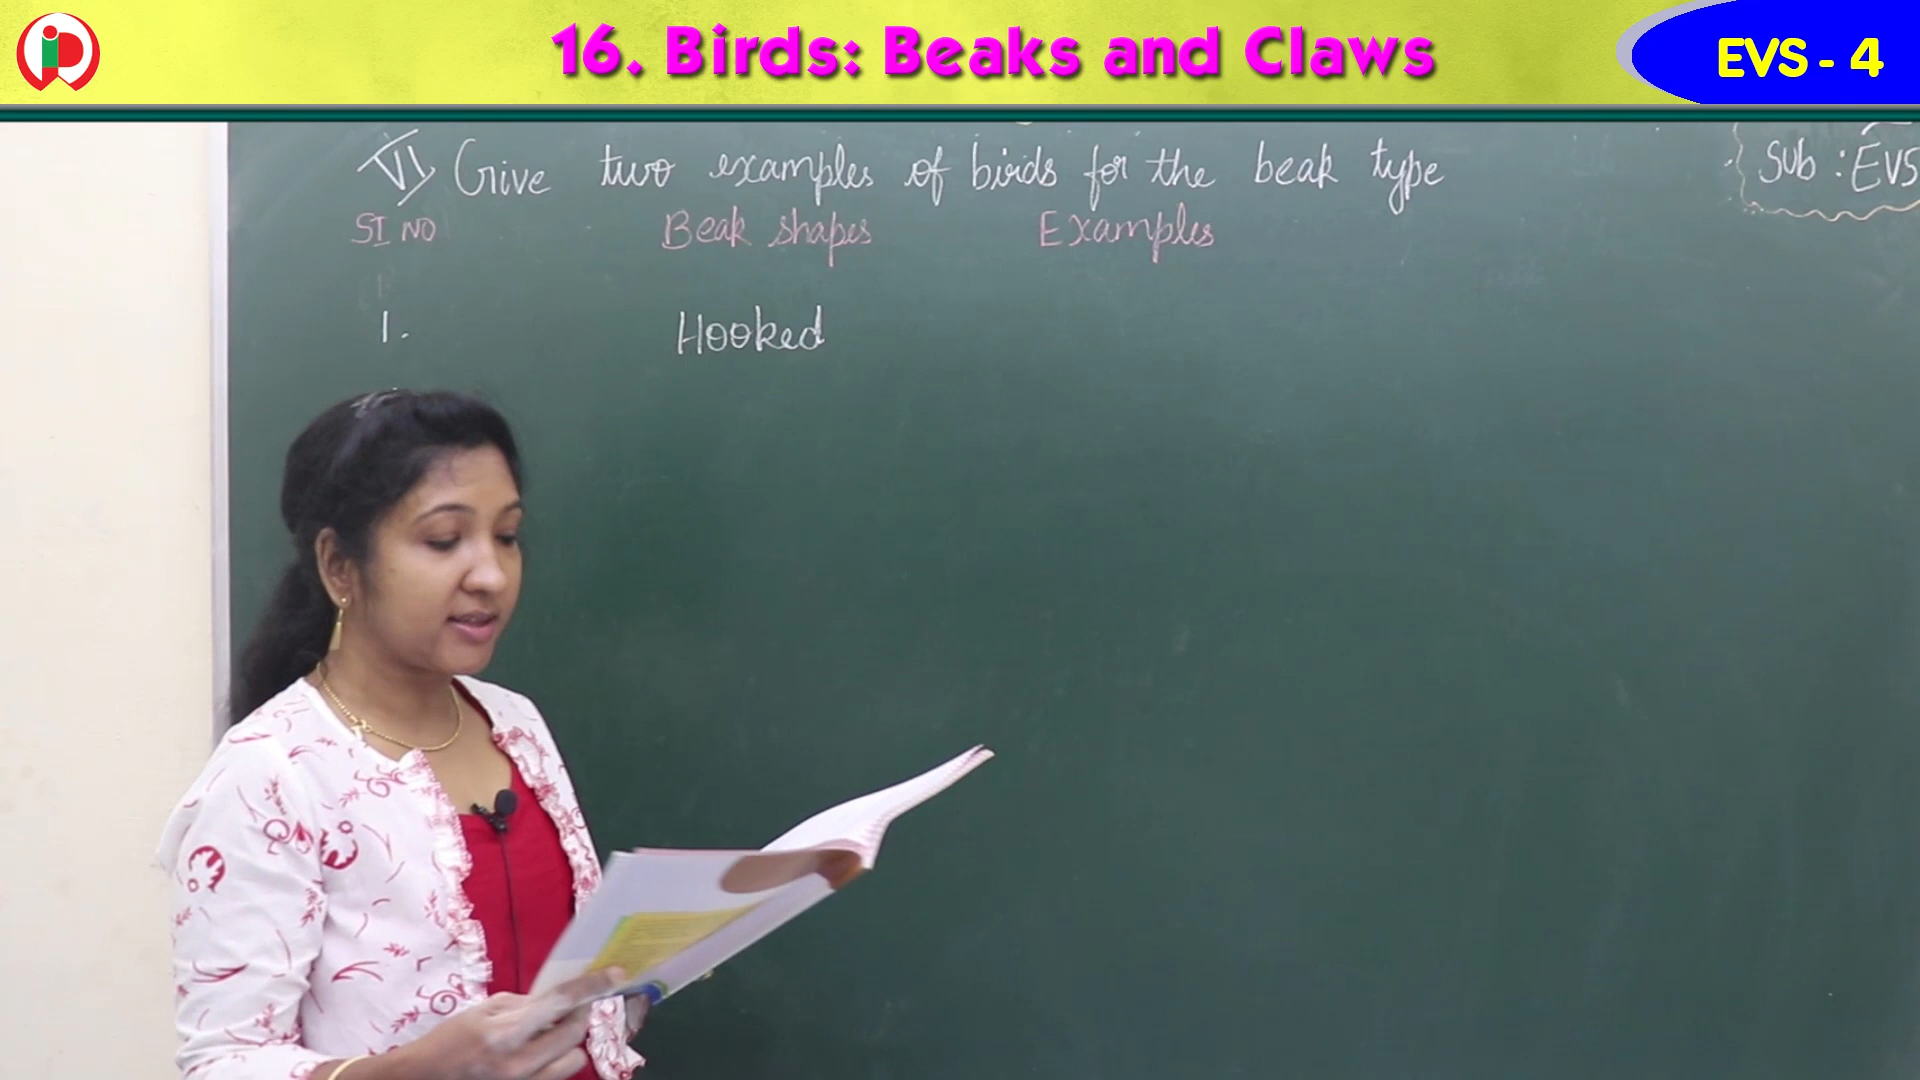 16. Birds: Beaks and Claws
EVS - 4
VI) Give two examples of birds for the beak type
Sub : EVS
SI NO Beak shapes Examples
1. Hooked